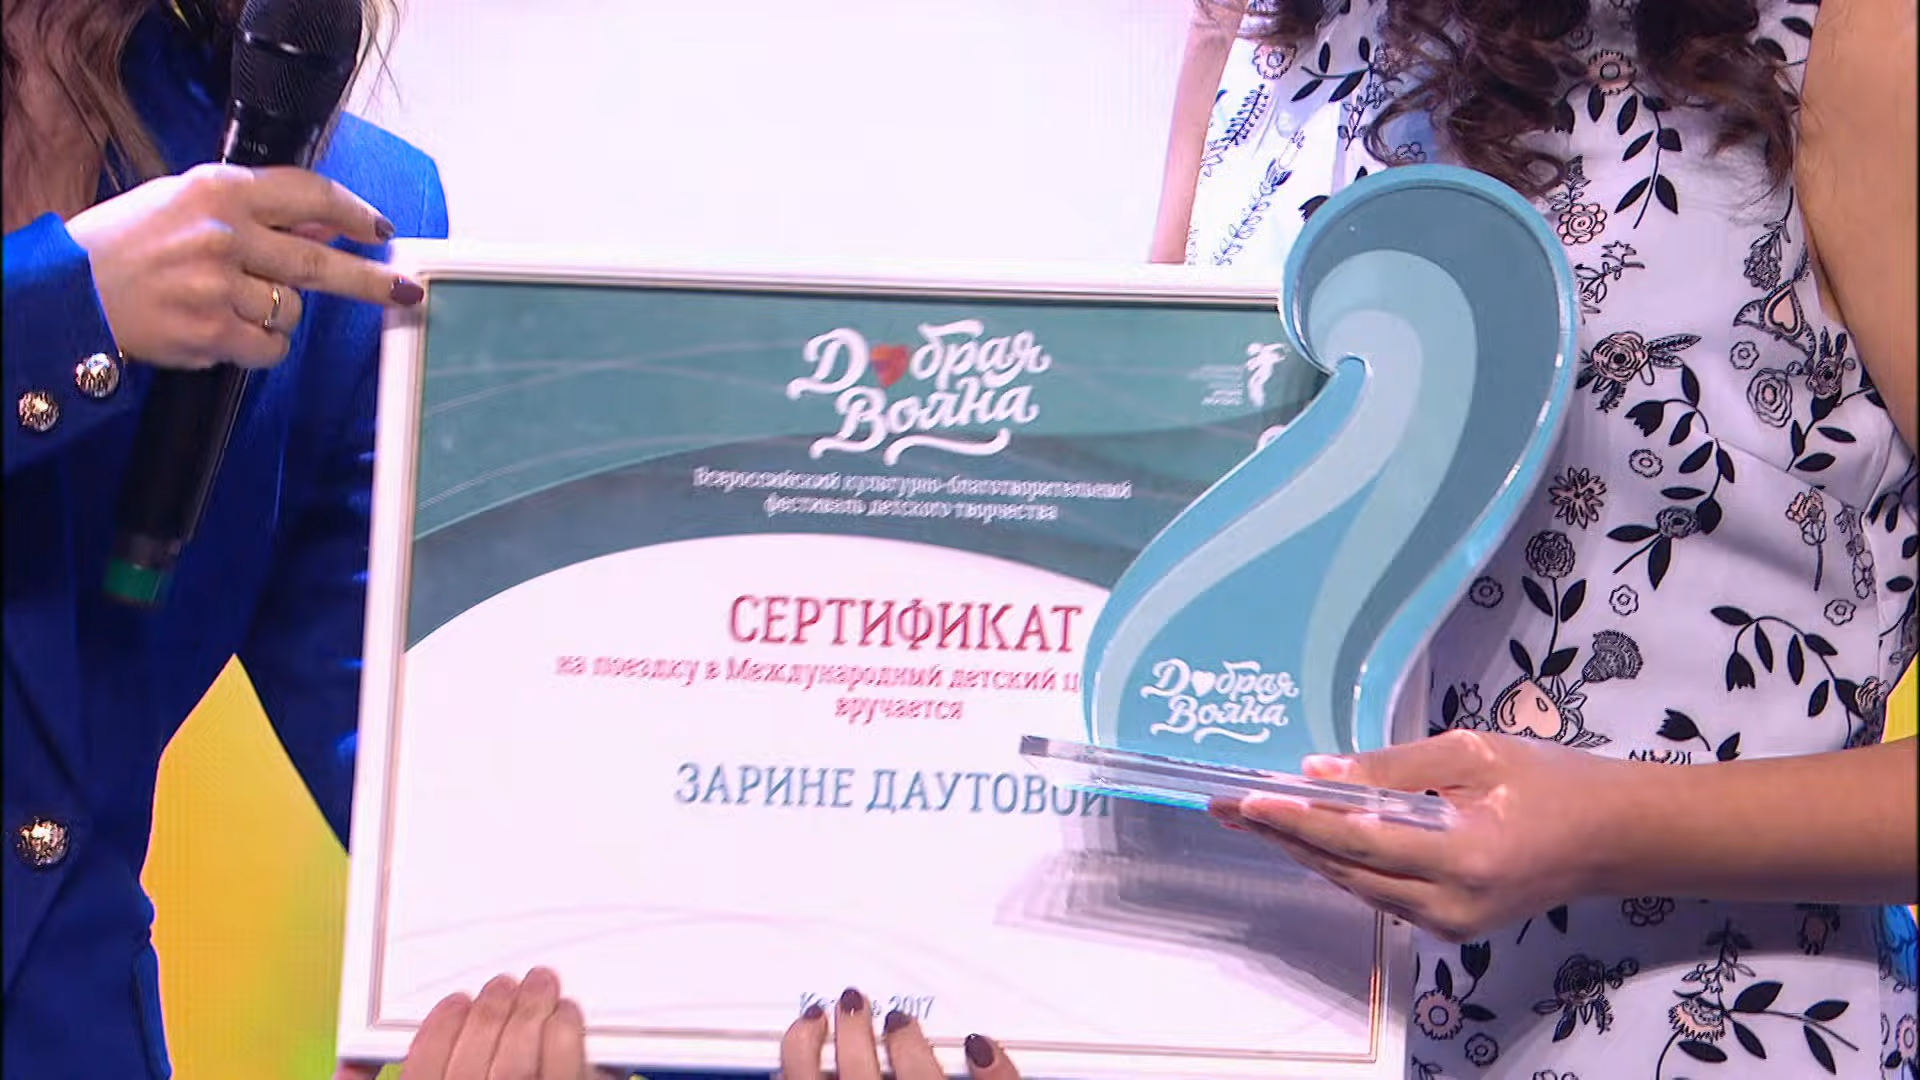 Добрая
Волна
Всероссийский культурно-благотворительный
фестиваль детского творчества
СЕРТИФИКАТ
на поездку в Международный детский ц
вручается
ЗАРИНЕ ДАУТОВОЙ
2017
Добрая
Волна